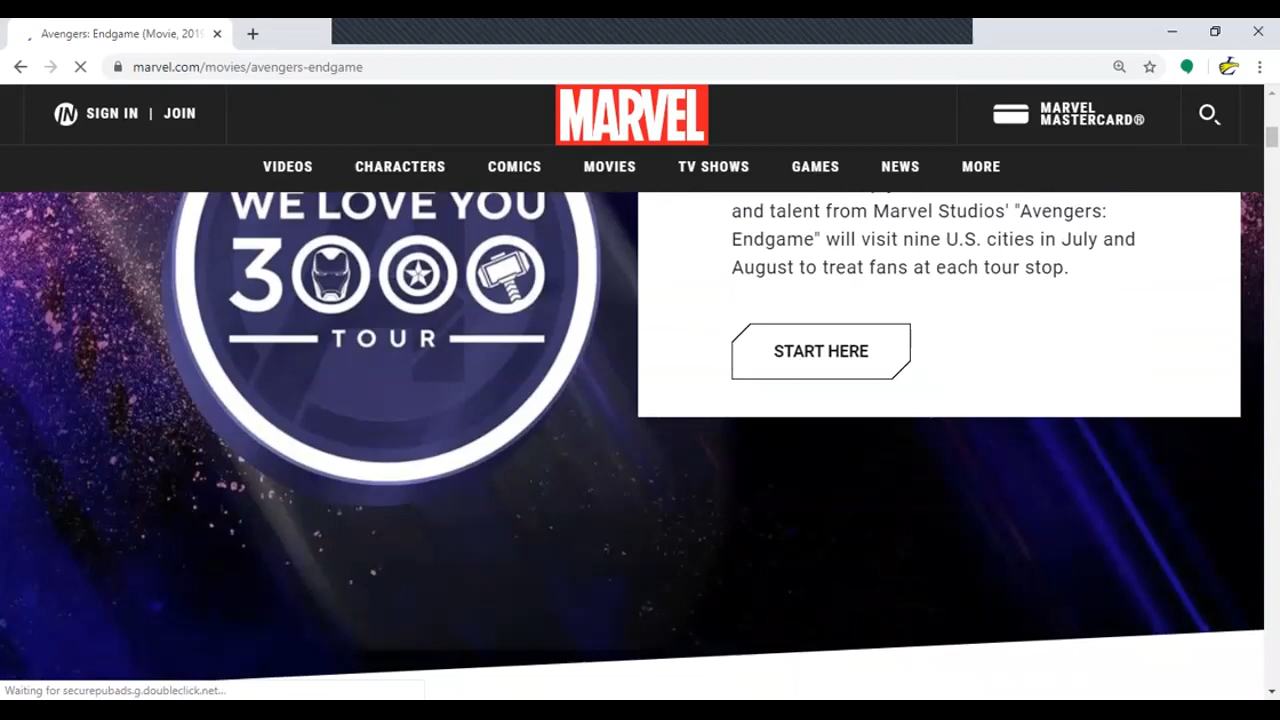 Avengers: Endgame (Movie, 2019
marvel.com/movies/avengers-endgame
IN SIGN IN | JOIN
MARVEL
MARVEL
MASTERCARD®
VIDEOS CHARACTERS COMICS MOVIES TV SHOWS GAMES NEWS MORE
WE LOVE YOU
3000
TOUR
and talent from Marvel Studios' "Avengers:
Endgame" will visit nine U.S. cities in July and
August to treat fans at each tour stop.
START HERE
Waiting for securepubads.g.doubleclick.net...